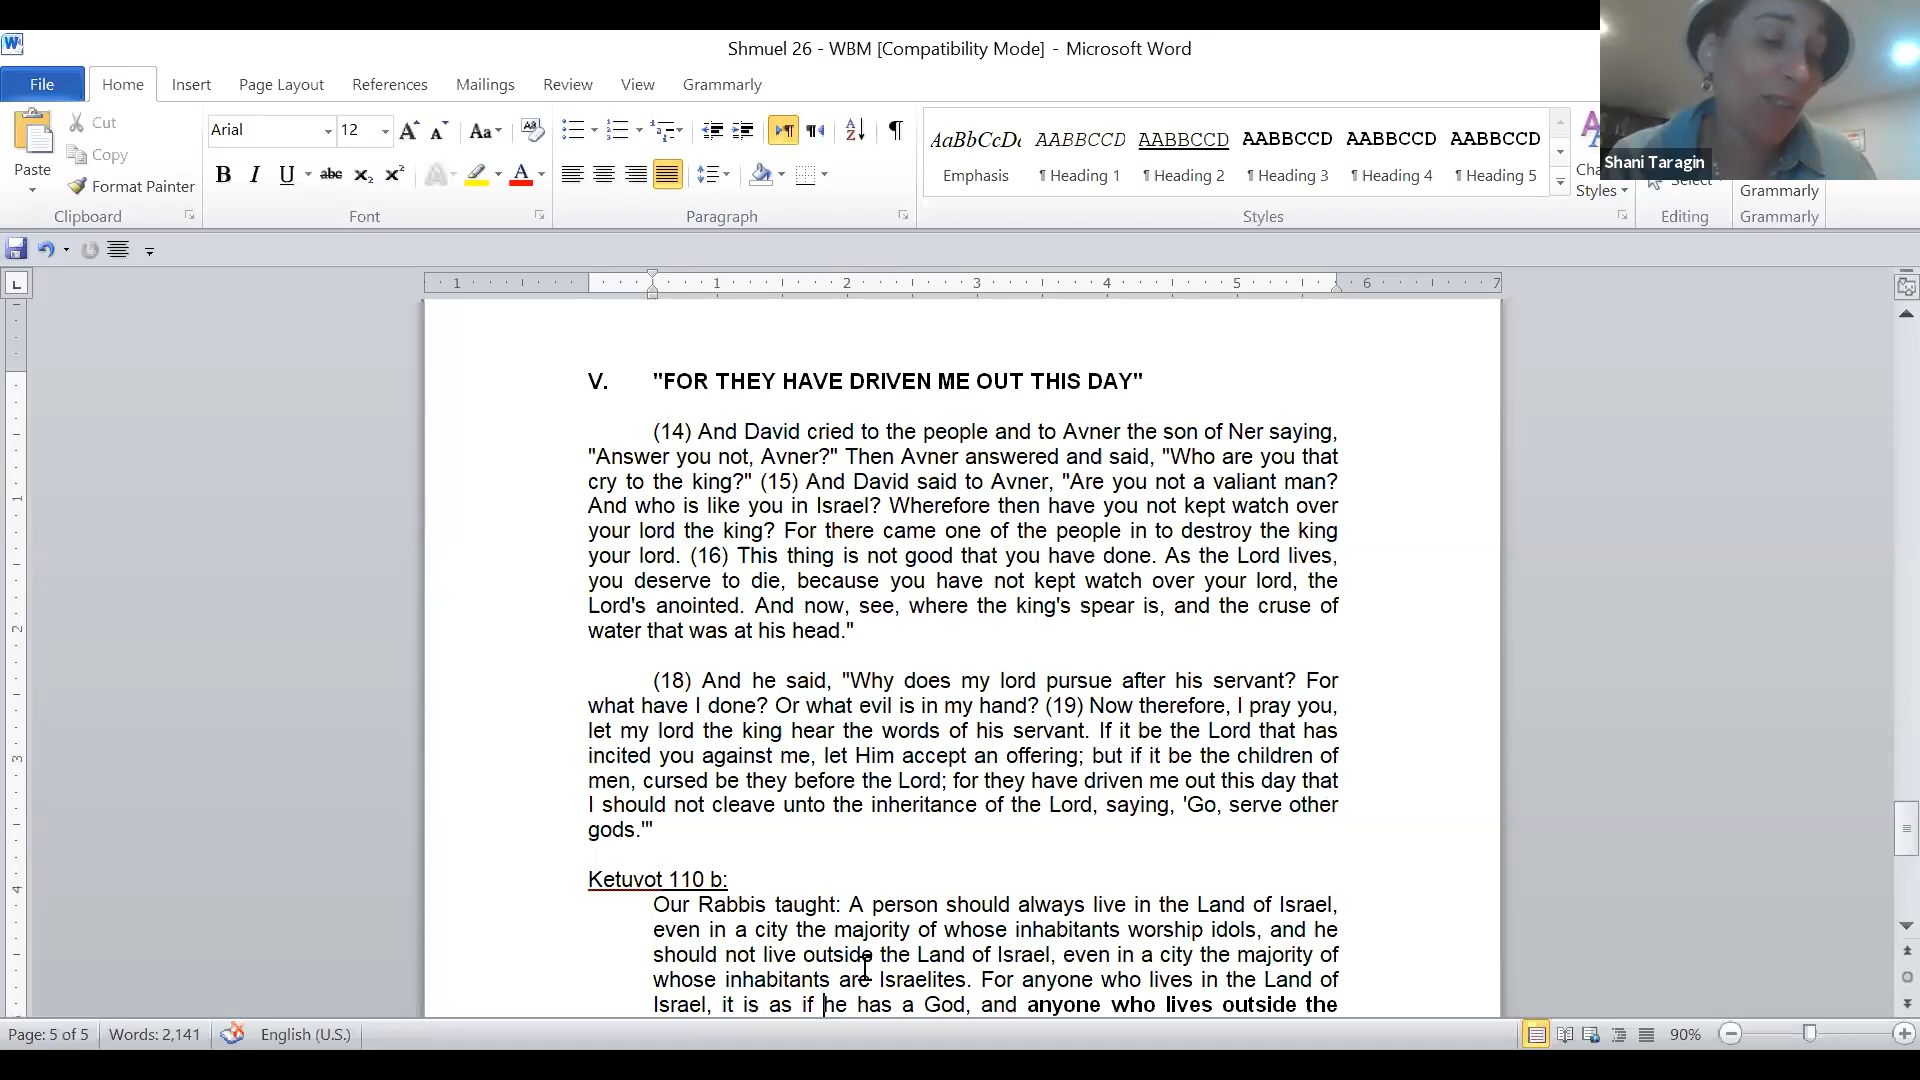 Shmuel 26 - WBM [Compatibility Mode] - Microsoft Word
File Home Insert Page Layout References Mailings Review View Grammarly
Shani Taragin
Paste
Cut
Copy
Format Painter
Clipboard
Arial 12
Font
Paragraph
AaBbCcDc AABBCCD AABBCCD AABBCCD AABBCCD AABBCCD
Emphasis ¶ Heading 1 ¶ Heading 2 ¶ Heading 3 ¶ Heading 4 ¶ Heading 5
Styles
Styles
Select
Editing
Grammarly
Grammarly
1 1 2 3 4 5 6 7
V. "FOR THEY HAVE DRIVEN ME OUT THIS DAY"
(14) And David cried to the people and to Avner the son of Ner saying,
"Answer you not, Avner?" Then Avner answered and said, "Who are you that
cry to the king?" (15) And David said to Avner, "Are you not a valiant man?
And who is like you in Israel? Wherefore then have you not kept watch over
your lord the king? For there came one of the people in to destroy the king
your lord. (16) This thing is not good that you have done. As the Lord lives,
you deserve to die, because you have not kept watch over your lord, the
Lord's anointed. And now, see, where the king's spear is, and the cruse of
water that was at his head."
(18) And he said, "Why does my lord pursue after his servant? For
what have I done? Or what evil is in my hand? (19) Now therefore, I pray you,
let my lord the king hear the words of his servant. If it be the Lord that has
incited you against me, let Him accept an offering; but if it be the children of
men, cursed be they before the Lord; for they have driven me out this day that
I should not cleave unto the inheritance of the Lord, saying, 'Go, serve other
gods.'"
Ketuvot 110 b:
Our Rabbis taught: A person should always live in the Land of Israel,
even in a city the majority of whose inhabitants worship idols, and he
should not live outside the Land of Israel, even in a city the majority of
whose inhabitants are Israelites. For anyone who lives in the Land of
Israel, it is as if he has a God, and anyone who lives outside the
Page: 5 of 5 Words: 2,141 English (U.S.) 90%